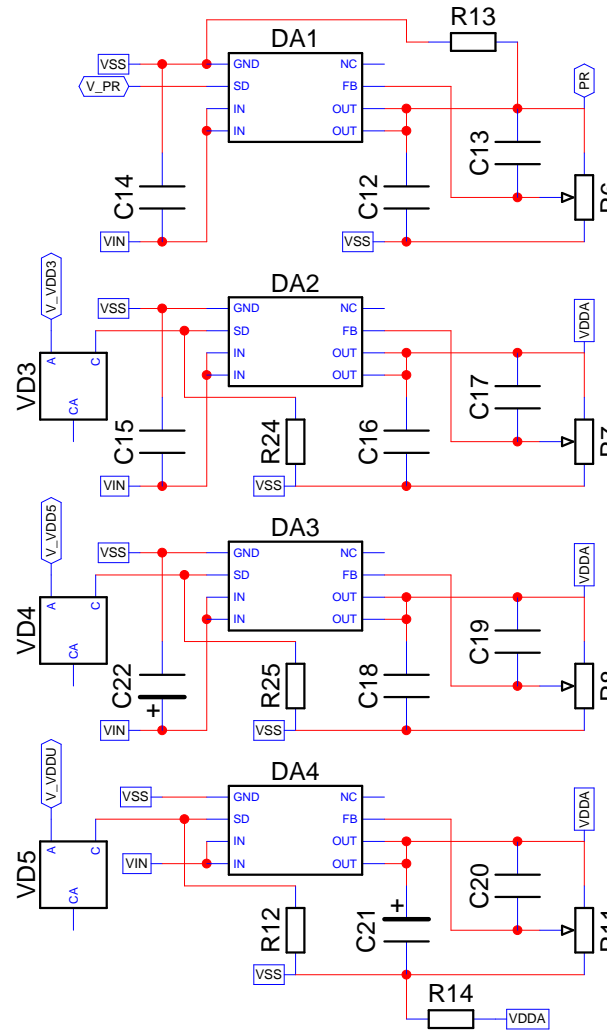 R13
DA1
VSS
GND
NC
V_PR
SD
FB
PR
IN
OUT
IN
OUT
C14
C12
C13
VIN
VSS
DA2
V_VDD3
VSS
GND
NC
SD
FB
VDDA
A
C
IN
OUT
IN
OUT
VD3
CA
C15
R24
C16
C17
R7
VIN
VSS
DA3
V_VDD5
VSS
GND
NC
SD
FB
VDDA
A
C
IN
OUT
IN
OUT
VD4
CA
C22
+
R25
C18
C19
R8
VIN
VSS
DA4
V_VDDU
VSS
GND
NC
SD
FB
VDDA
A
C
IN
OUT
VIN
IN
OUT
VD5
CA
R12
+
C21
C20
VSS
R14
VDDA